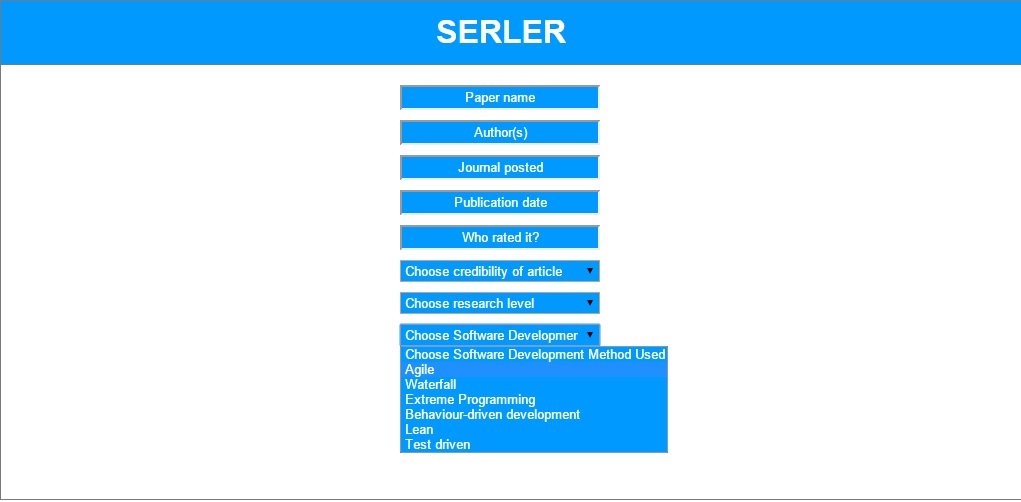 SERLER
Paper name
Author(s)
Journal posted
Publication date
Who rated it?
Choose credibility of article
Choose research level
Choose Software Developmer
Choose Software Development Method Used
Agile
Waterfall
Extreme Programming
Behaviour-driven development
Lean
Test driven